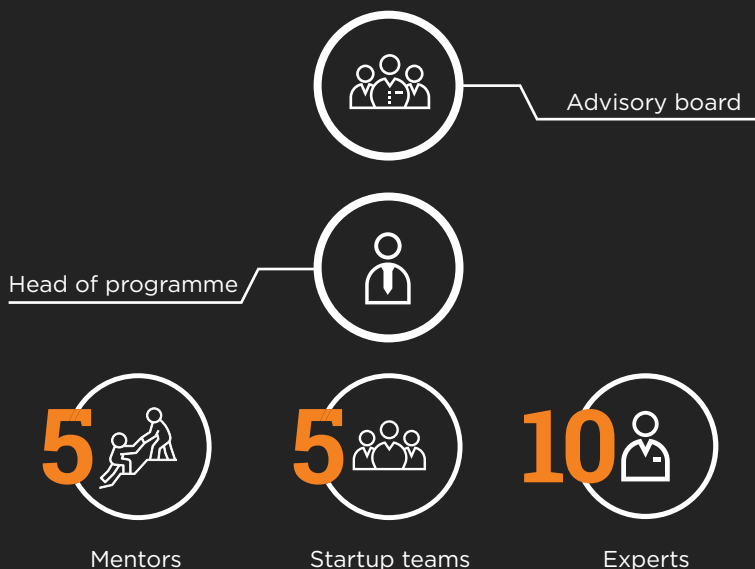 Advisory board
Head of programme
5
5
10
Mentors
Startup teams
Experts